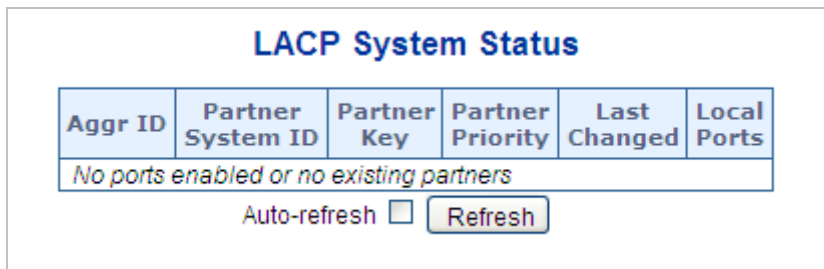 LACP System Status
Aggr ID Partner System ID Partner Key Partner Priority Last Changed Local Ports
No ports enabled or no existing partners
Auto-refresh Refresh